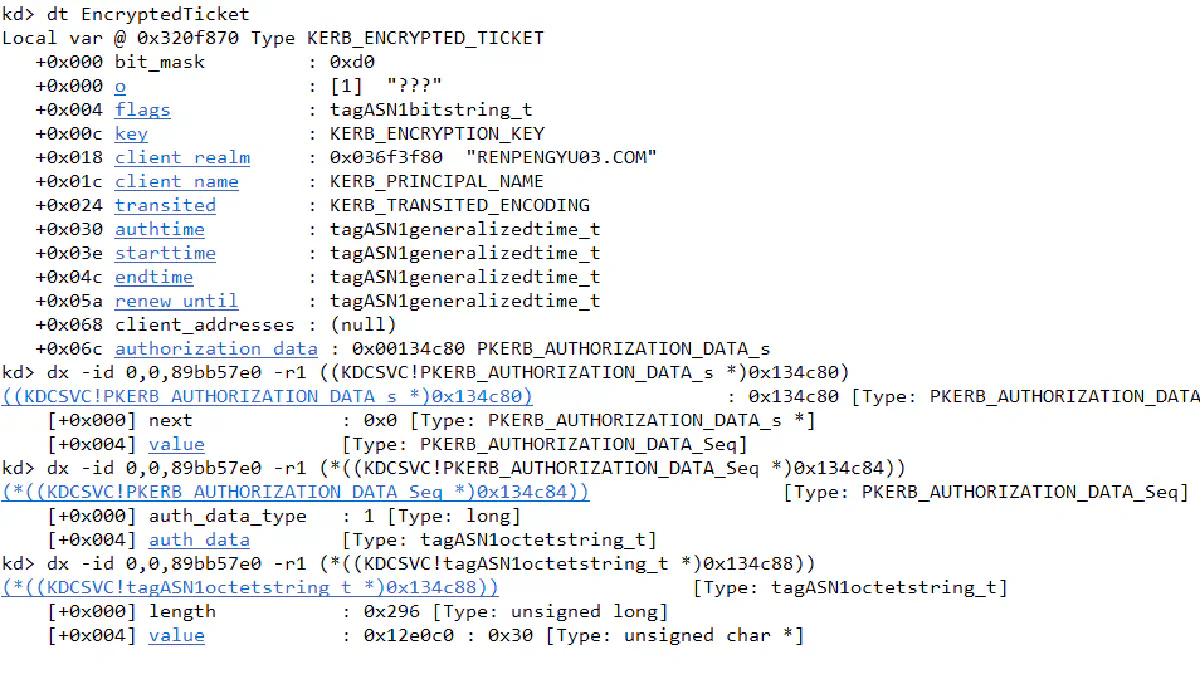 kd> dt EncryptedTicket
Local var @ 0x320f870 Type KERB_ENCRYPTED_TICKET
   +0x000 bit_mask         : 0xd0
   +0x000 o                : [1]  "???"
   +0x004 flags            : tagASN1bitstring_t
   +0x00c key              : KERB_ENCRYPTION_KEY
   +0x018 client_realm     : 0x036f3f80  "RENPENGYU03.COM"
   +0x01c client_name      : KERB_PRINCIPAL_NAME
   +0x024 transited        : KERB_TRANSITED_ENCODING
   +0x030 authtime         : tagASN1generalizedtime_t
   +0x03e starttime        : tagASN1generalizedtime_t
   +0x04c endtime          : tagASN1generalizedtime_t
   +0x05a renew_until      : tagASN1generalizedtime_t
   +0x068 client_addresses : (null)
   +0x06c authorization_data : 0x00134c80 PKERB_AUTHORIZATION_DATA_s
kd> dx -id 0,0,89bb57e0 -r1 ((KDCSVC!PKERB_AUTHORIZATION_DATA_s *)0x134c80)
((KDCSVC!PKERB_AUTHORIZATION_DATA_s *)0x134c80)                 : 0x134c80 [Type: PKERB_AUTHORIZATION_DATA
    [+0x000] next             : 0x0 [Type: PKERB_AUTHORIZATION_DATA_s *]
    [+0x004] value            [Type: PKERB_AUTHORIZATION_DATA_Seq]
kd> dx -id 0,0,89bb57e0 -r1 (*((KDCSVC!PKERB_AUTHORIZATION_DATA_Seq *)0x134c84))
(*((KDCSVC!PKERB_AUTHORIZATION_DATA_Seq *)0x134c84))                 [Type: PKERB_AUTHORIZATION_DATA_Seq]
    [+0x000] auth_data_type   : 1 [Type: long]
    [+0x004] auth_data        [Type: tagASN1octetstring_t]
kd> dx -id 0,0,89bb57e0 -r1 (*((KDCSVC!tagASN1octetstring_t *)0x134c88))
(*((KDCSVC!tagASN1octetstring_t *)0x134c88))                 [Type: tagASN1octetstring_t]
    [+0x000] length           : 0x296 [Type: unsigned long]
    [+0x004] value            : 0x12e0c0 : 0x30 [Type: unsigned char *]